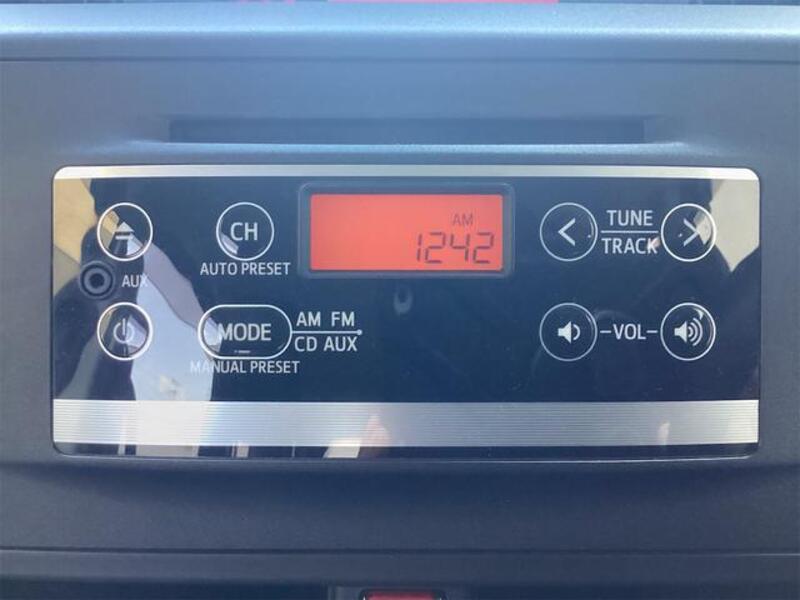 CH
AUTO PRESET
AM
1242
TUNE
TRACK
AUX
MODE
AM FM
CD AUX
MANUAL PRESET
VOL